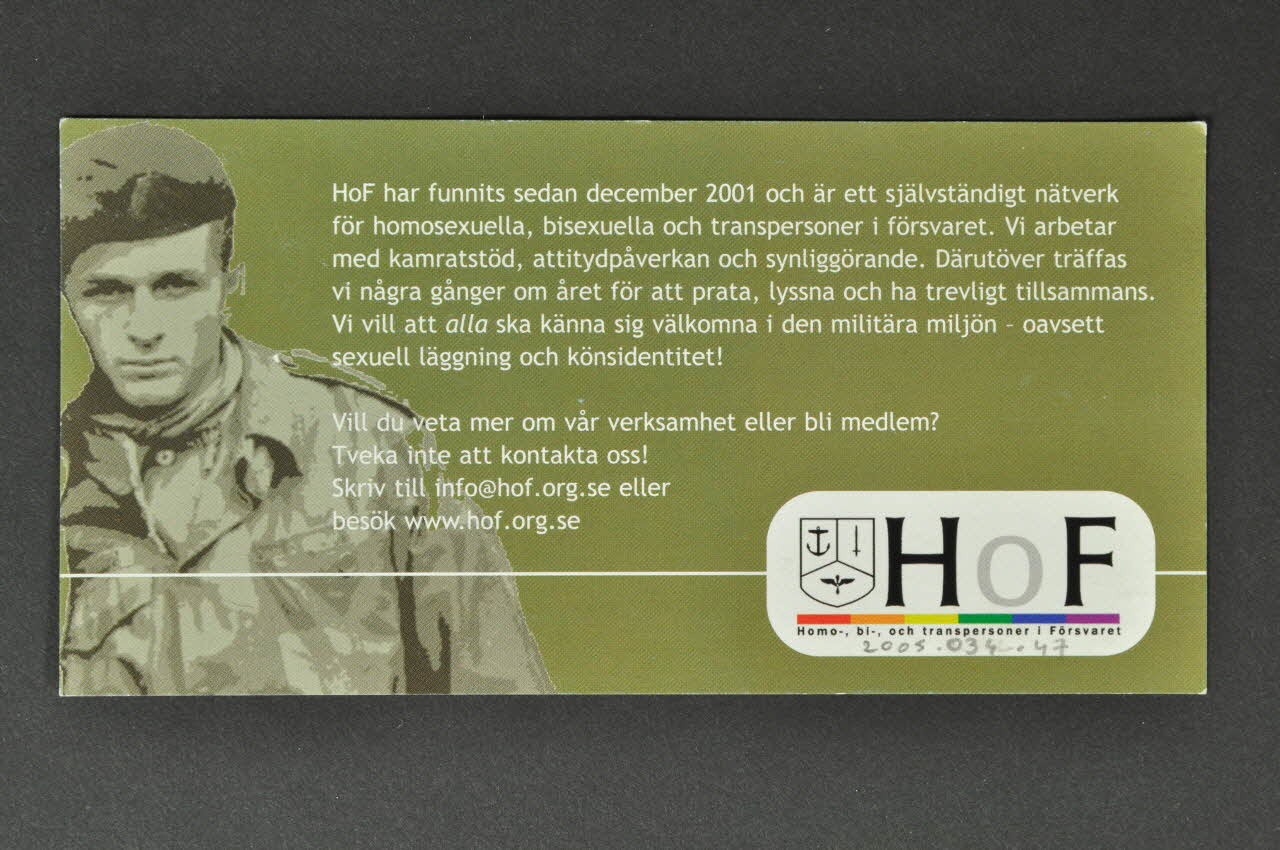 HoF har funnits sedan december 2001 och är ett självständigt nätverk
för homosexuella, bisexuella och transpersoner i försvaret. Vi arbetar
med kamratstöd, attitydpåverkan och synliggörande. Därutöver träffas
vi några gånger om året för att prata, lyssna och ha trevligt tillsammans.
Vi vill att alla ska känna sig välkomna i den militära miljön – oavsett
sexuell läggning och könsidentitet!
Vill du veta mer om vår verksamhet eller bli medlem?
Tveka inte att kontakta oss!
Skriv till info@hof.org.se eller
besök www.hof.org.se
HoF
Homo-, bi-, och transpersoner i Försvaret
2005.034.47